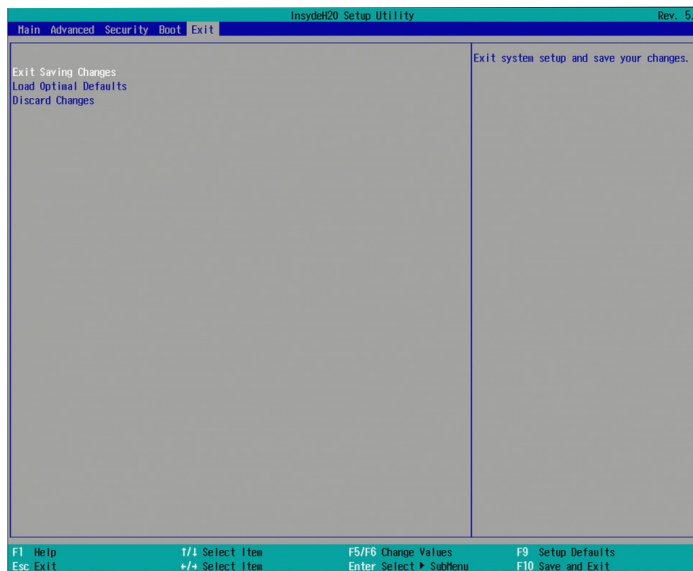 InsydeH20 Setup Utility Rev. 5.
Main Advanced Security Boot Exit
Exit system setup and save your changes.
Exit Saving Changes
Load Optimal Defaults
Discard Changes
F1 Help ↑/↓ Select Item F5/F6 Change Values F9 Setup Defaults
Esc Exit ←/→ Select Item Enter Select ▶ SubMenu F10 Save and Exit